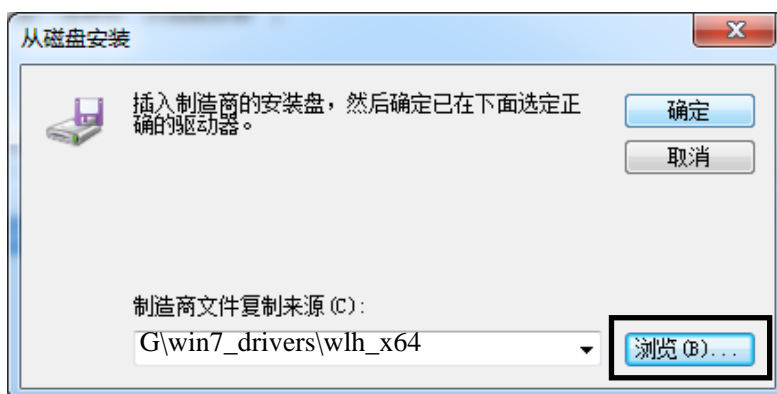 从磁盘安装
插入制造商的安装盘，然后确定已在下面选定正
确的驱动器。
确定
取消
制造商文件复制来源(C):
G\win7_drivers\wlh_x64
浏览(B)...